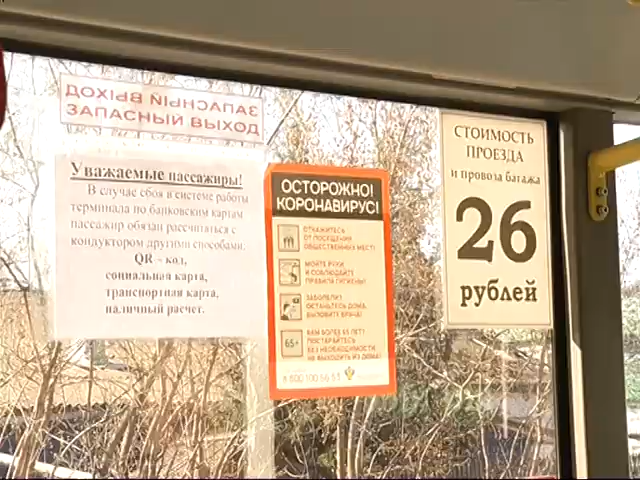 ЗАПАСНЫЙ ВЫХОД
ЗАПАСНЫЙ ВЫХОД
Уважаемые пассажиры!
В случае сбоя в системе работы
терминала по банковским картам
пассажир обязан рассчитаться с
кондуктором другими способами.
QR – код,
социальная карта,
транспортная карта,
наличный расчет.
ОСТОРОЖНО!
КОРОНАВИРУС!
ОТКАЖИТЕСЬ
ОТ ПОСЕЩЕНИЯ
ОБЩЕСТВЕННЫХ МЕСТ!
МОЙТЕ РУКИ
И СОБЛЮДАЙТЕ
ПРАВИЛА ГИГИЕНЫ!
ЗАБОЛЕЛИ?
ОСТАВАЙТЕСЬ ДОМА,
ВЫЗОВИТЕ ВРАЧА!
65+
ВАМ БОЛЕЕ 65 ЛЕТ?
ПОСТАРАЙТЕСЬ
БЕЗ НЕОБХОДИМОСТИ
НЕ ВЫХОДИТЬ ИЗ ДОМА!
СТОИМОСТЬ
ПРОЕЗДА
и провоза багажа
26
рублей